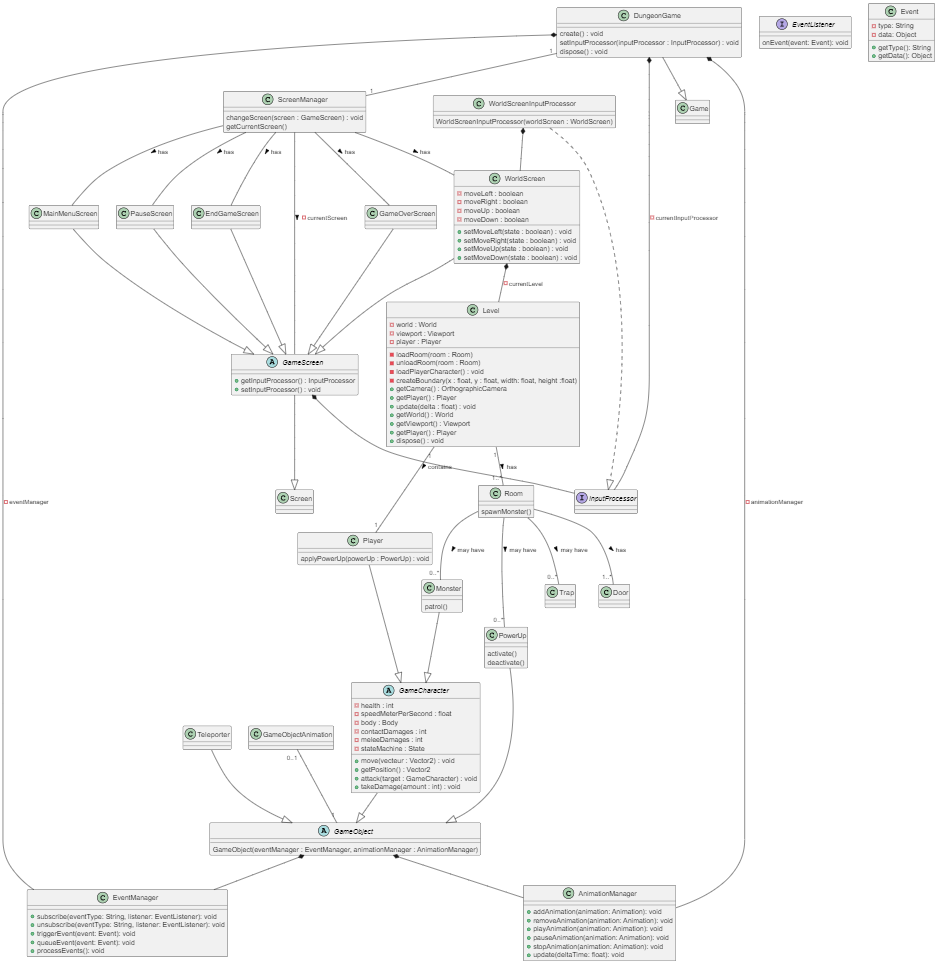 DungeonGame
create() : void
setInputProcessor(inputProcessor : InputProcessor) : void
dispose() : void
EventListener
onEvent(event: Event): void
Event
type: String
data: Object
getType(): String
getData(): Object
1
1
ScreenManager
changeScreen(screen : GameScreen) : void
getCurrentScreen()
WorldScreenInputProcessor
WorldScreenInputProcessor(worldScreen : WorldScreen)
Game
has
has
has
has
has
MainMenuScreen
PauseScreen
EndGameScreen
currentScreen
GameOverScreen
WorldScreen
moveLeft : boolean
moveRight : boolean
moveUp : boolean
moveDown : boolean
setMoveLeft(state : boolean) : void
setMoveRight(state : boolean) : void
setMoveUp(state : boolean) : void
setMoveDown(state : boolean) : void
currentInputProcessor
currentLevel
Level
world : World
viewport : Viewport
player : Player
loadRoom(room : Room)
unloadRoom(room : Room)
loadPlayerCharacter() : void
createBoundary(x : float, y : float, width: float, height :float)
getCamera() : OrthographicCamera
getPlayer() : Player
update(delta : float) : void
getWorld() : World
getViewport() : Viewport
getPlayer() : Player
dispose() : void
GameScreen
getInputProcessor() : InputProcessor
setInputProcessor() : void
1
contains
1
has
1..*
1
Screen
Room
spawnMonster()
InputProcessor
eventManager
animationManager
Player
applyPowerUp(powerUp : PowerUp) : void
may have
may have
may have
has
0..*
0..*
1..*
0..*
Monster
patrol()
Trap
Door
PowerUp
activate()
deactivate()
GameCharacter
health : int
speedMeterPerSecond : float
body : Body
contactDamages : int
meleeDamages : int
stateMachine : State
move(vecteur : Vector2) : void
getPosition() : Vector2
attack(target : GameCharacter) : void
takeDamage(amount : int) : void
Teleporter
GameObjectAnimation
0..1
1
GameObject
GameObject(eventManager : EventManager, animationManager : AnimationManager)
EventManager
subscribe(eventType: String, listener: EventListener): void
unsubscribe(eventType: String, listener: EventListener): void
triggerEvent(event: Event): void
queueEvent(event: Event): void
processEvents(): void
AnimationManager
addAnimation(animation: Animation): void
removeAnimation(animation: Animation): void
playAnimation(animation: Animation): void
pauseAnimation(animation: Animation): void
stopAnimation(animation: Animation): void
update(deltaTime: float): void